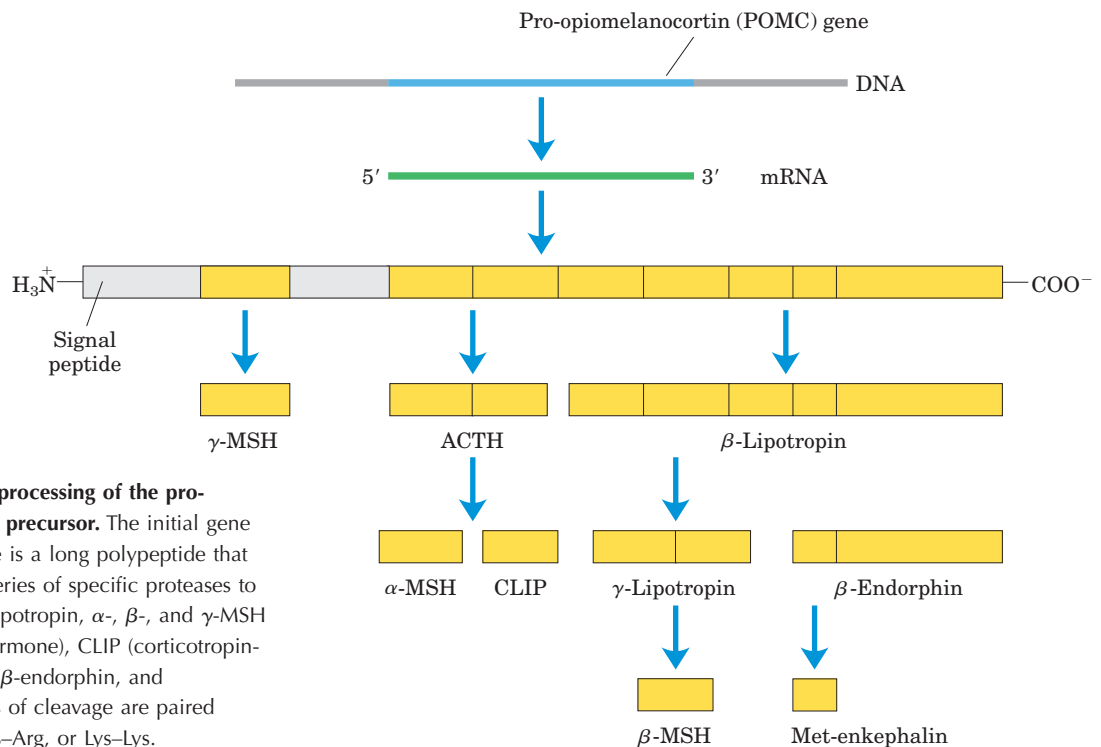 Pro-opiomelanocortin (POMC) gene
DNA
5′ 3′ mRNA
H₃N⁺ COO⁻
Signal
peptide
γ-MSH ACTH β-Lipotropin
processing of the pro-
precursor. The initial gene
is a long polypeptide that
eries of specific proteases to
potropin, α-, β-, and γ-MSH
rmone), CLIP (corticotropin-
β-endorphin, and
of cleavage are paired
–Arg, or Lys–Lys.
α-MSH CLIP γ-Lipotropin β-Endorphin
β-MSH Met-enkephalin